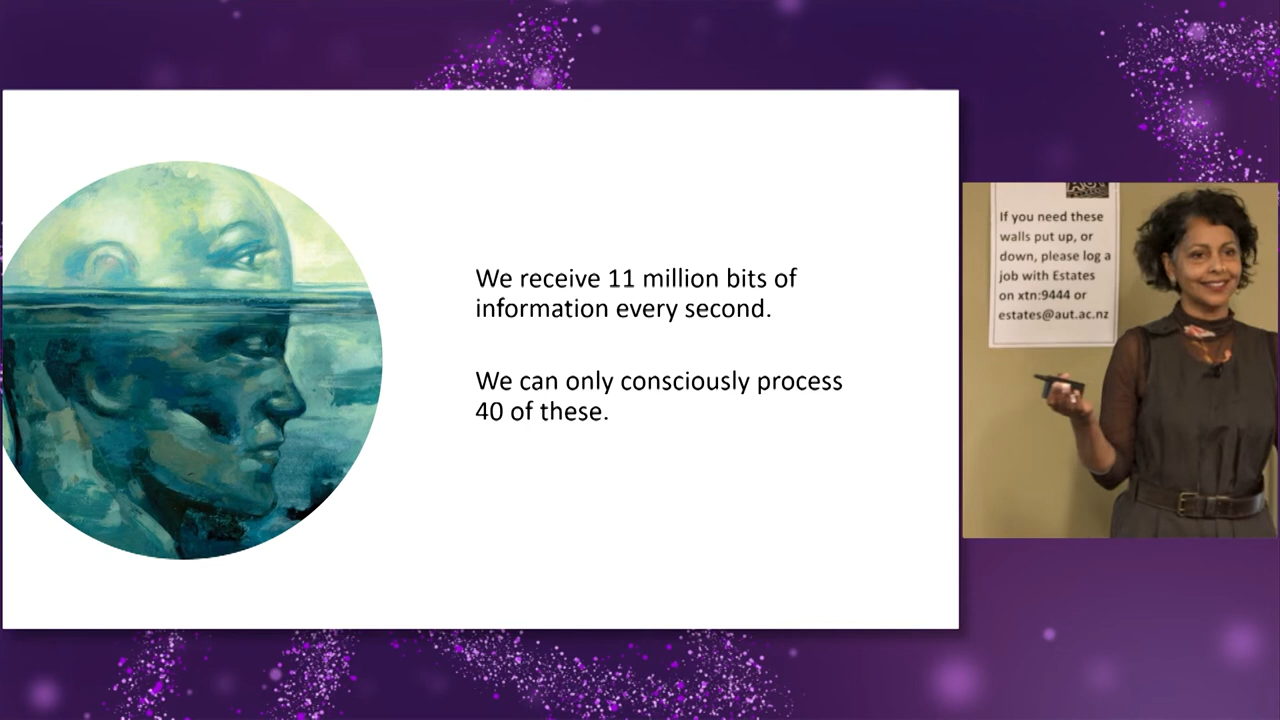 We receive 11 million bits of
information every second.
We can only consciously process
40 of these.
AUT
If you need these
walls put up, or
down, please log a
job with Estates
on xtn:9444 or
estates@aut.ac.nz